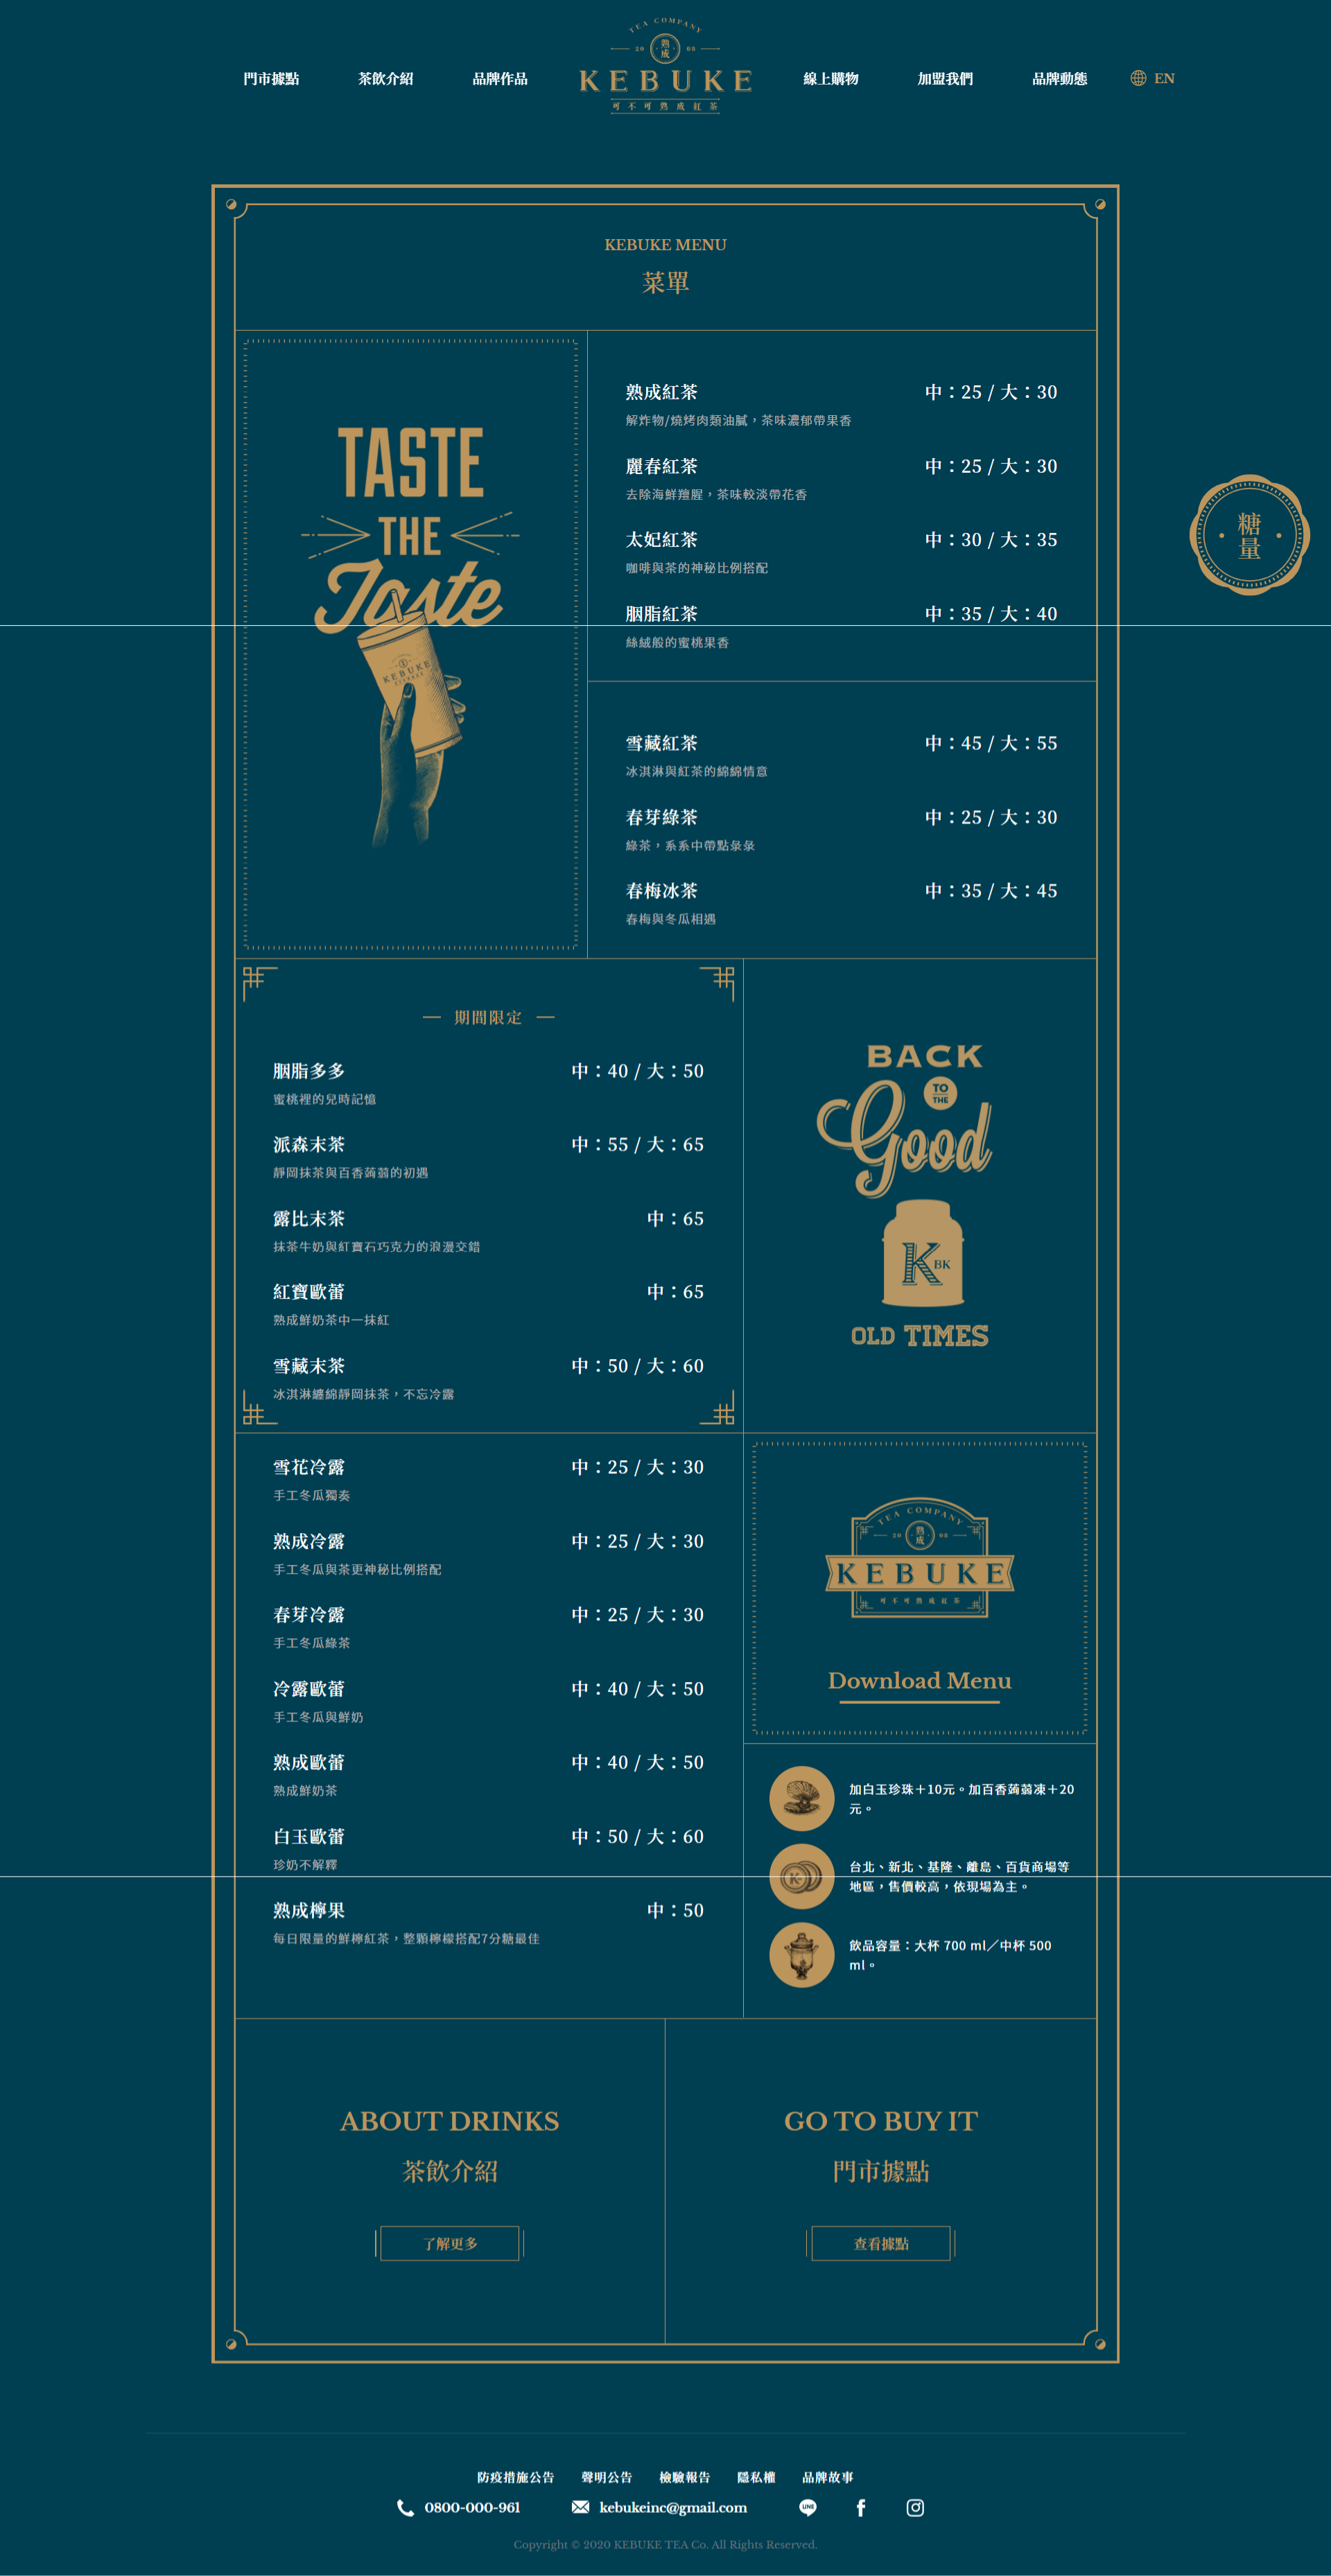 TEA COMPANY
20 熟成 08
KEBUKE
可不可熟成紅茶
門市據點
茶飲介紹
品牌作品
線上購物
加盟我們
品牌動態
EN
KEBUKE MENU
菜單
TASTE
THE
Taste
KEBUKE
熟成紅茶 中：25 / 大：30
解炸物/燒烤肉類油膩，茶味濃郁帶果香
麗春紅茶 中：25 / 大：30
去除海鮮羶腥，茶味較淡帶花香
太妃紅茶 中：30 / 大：35
咖啡與茶的神秘比例搭配
胭脂紅茶 中：35 / 大：40
絲絨般的蜜桃果香
糖量
雪藏紅茶 中：45 / 大：55
冰淇淋與紅茶的綿綿情意
春芽綠茶 中：25 / 大：30
綠茶，系系中帶點彔彔
春梅冰茶 中：35 / 大：45
春梅與冬瓜相遇
期間限定
胭脂多多 中：40 / 大：50
蜜桃裡的兒時記憶
派森末茶 中：55 / 大：65
靜岡抹茶與百香蒟蒻的初遇
露比末茶 中：65
抹茶牛奶與紅寶石巧克力的浪漫交錯
紅寶歐蕾 中：65
熟成鮮奶茶中一抹紅
雪藏末茶 中：50 / 大：60
冰淇淋纏綿靜岡抹茶，不忘冷露
BACK
TO
THE
Good
K BK
OLD TIMES
雪花冷露 中：25 / 大：30
手工冬瓜獨奏
熟成冷露 中：25 / 大：30
手工冬瓜與茶更神秘比例搭配
春芽冷露 中：25 / 大：30
手工冬瓜綠茶
冷露歐蕾 中：40 / 大：50
手工冬瓜與鮮奶
熟成歐蕾 中：40 / 大：50
熟成鮮奶茶
白玉歐蕾 中：50 / 大：60
珍奶不解釋
熟成檸果 中：50
每日限量的鮮檸紅茶，整顆檸檬搭配7分糖最佳
TEA COMPANY
20 熟成 08
KEBUKE
可不可熟成紅茶
Download Menu
加白玉珍珠＋10元。加百香蒟蒻凍＋20
元。
K
台北、新北、基隆、離島、百貨商場等
地區，售價較高，依現場為主。
飲品容量：大杯 700 ml／中杯 500
ml。
ABOUT DRINKS
茶飲介紹
了解更多
GO TO BUY IT
門市據點
查看據點
防疫措施公告
聲明公告
檢驗報告
隱私權
品牌故事
0800-000-961
kebukeinc@gmail.com
LINE
Copyright © 2020 KEBUKE TEA Co. All Rights Reserved.